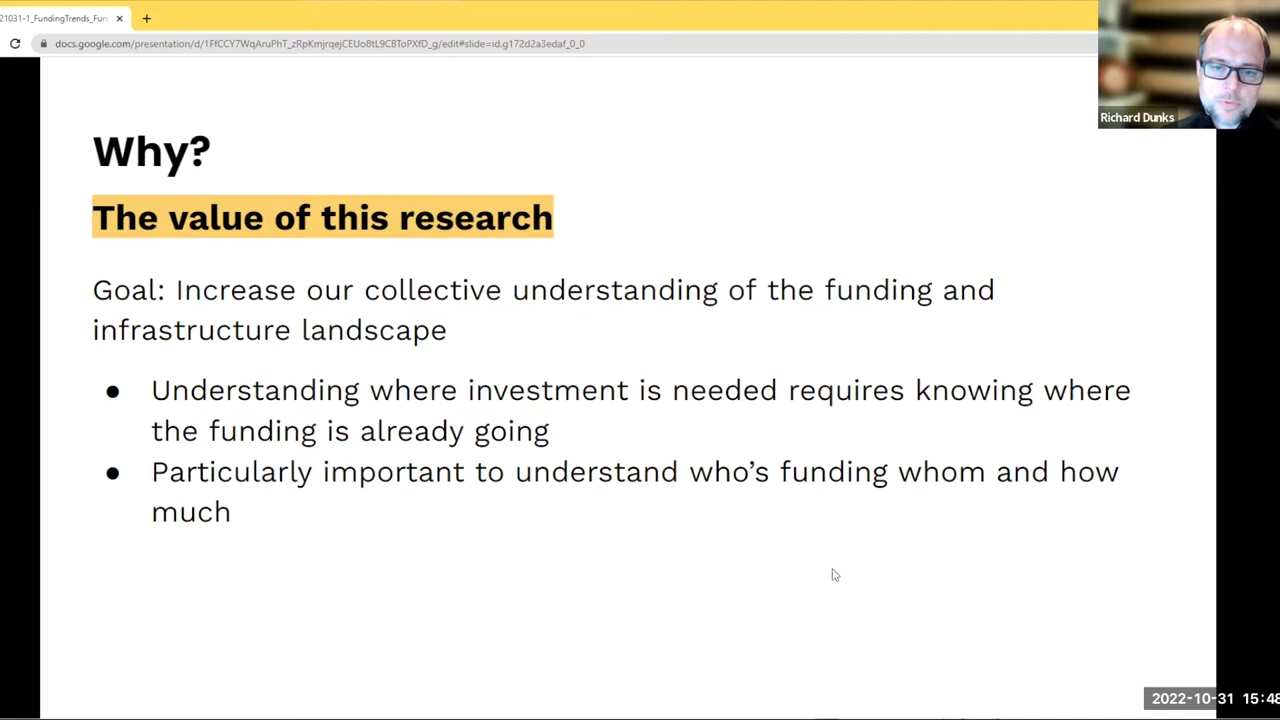 21031-1_FundingTrends_Fun
docs.google.com/presentation/d/1FfCCY7WqAruPhT_zRpKmjrqejCEUo8tL9CBToPXfD_g/edit#slide=id.g172d2a3edaf_0_0
Richard Dunks
Why?
The value of this research
Goal: Increase our collective understanding of the funding and
infrastructure landscape
● Understanding where investment is needed requires knowing where
the funding is already going
● Particularly important to understand who's funding whom and how
much
2022-10-31 15:48